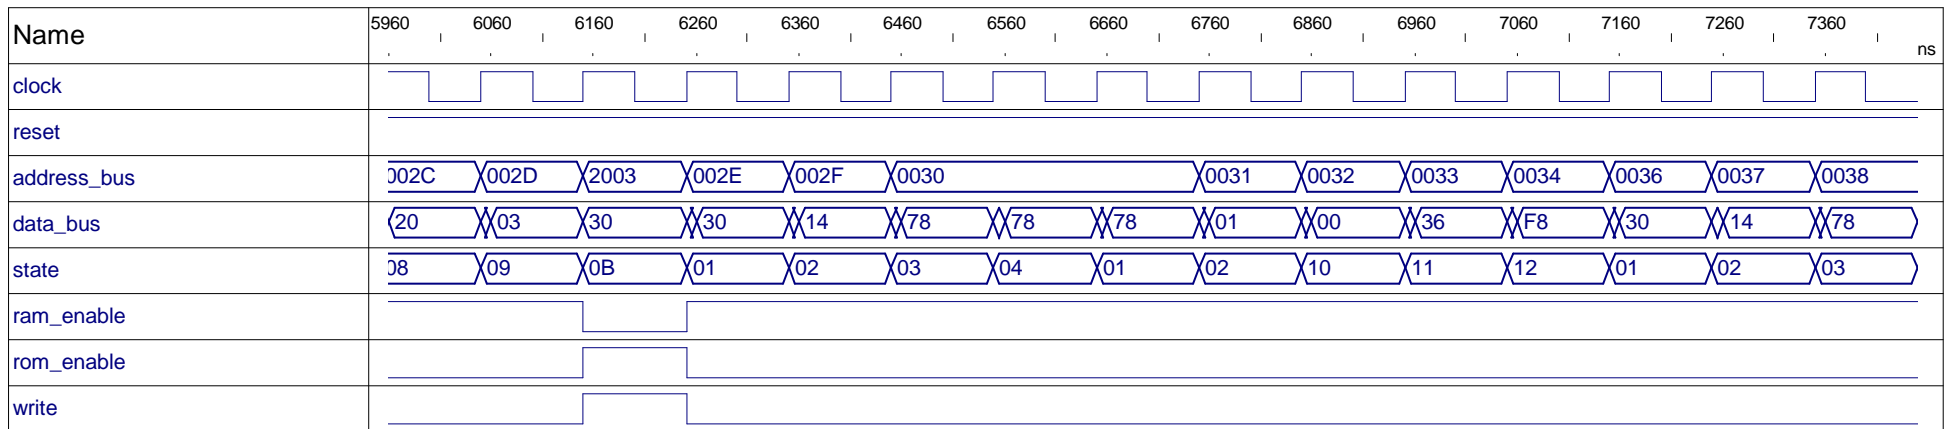 Name 5960 6060 6160 6260 6360 6460 6560 6660 6760 6860 6960 7060 7160 7260 7360
ns
clock
reset
address_bus 002C 002D 2003 002E 002F 0030 0031 0032 0033 0034 0036 0037 0038
data_bus 20 03 30 30 14 78 78 78 01 00 36 F8 30 14 78
state 08 09 0B 01 02 03 04 01 02 10 11 12 01 02 03
ram_enable
rom_enable
write